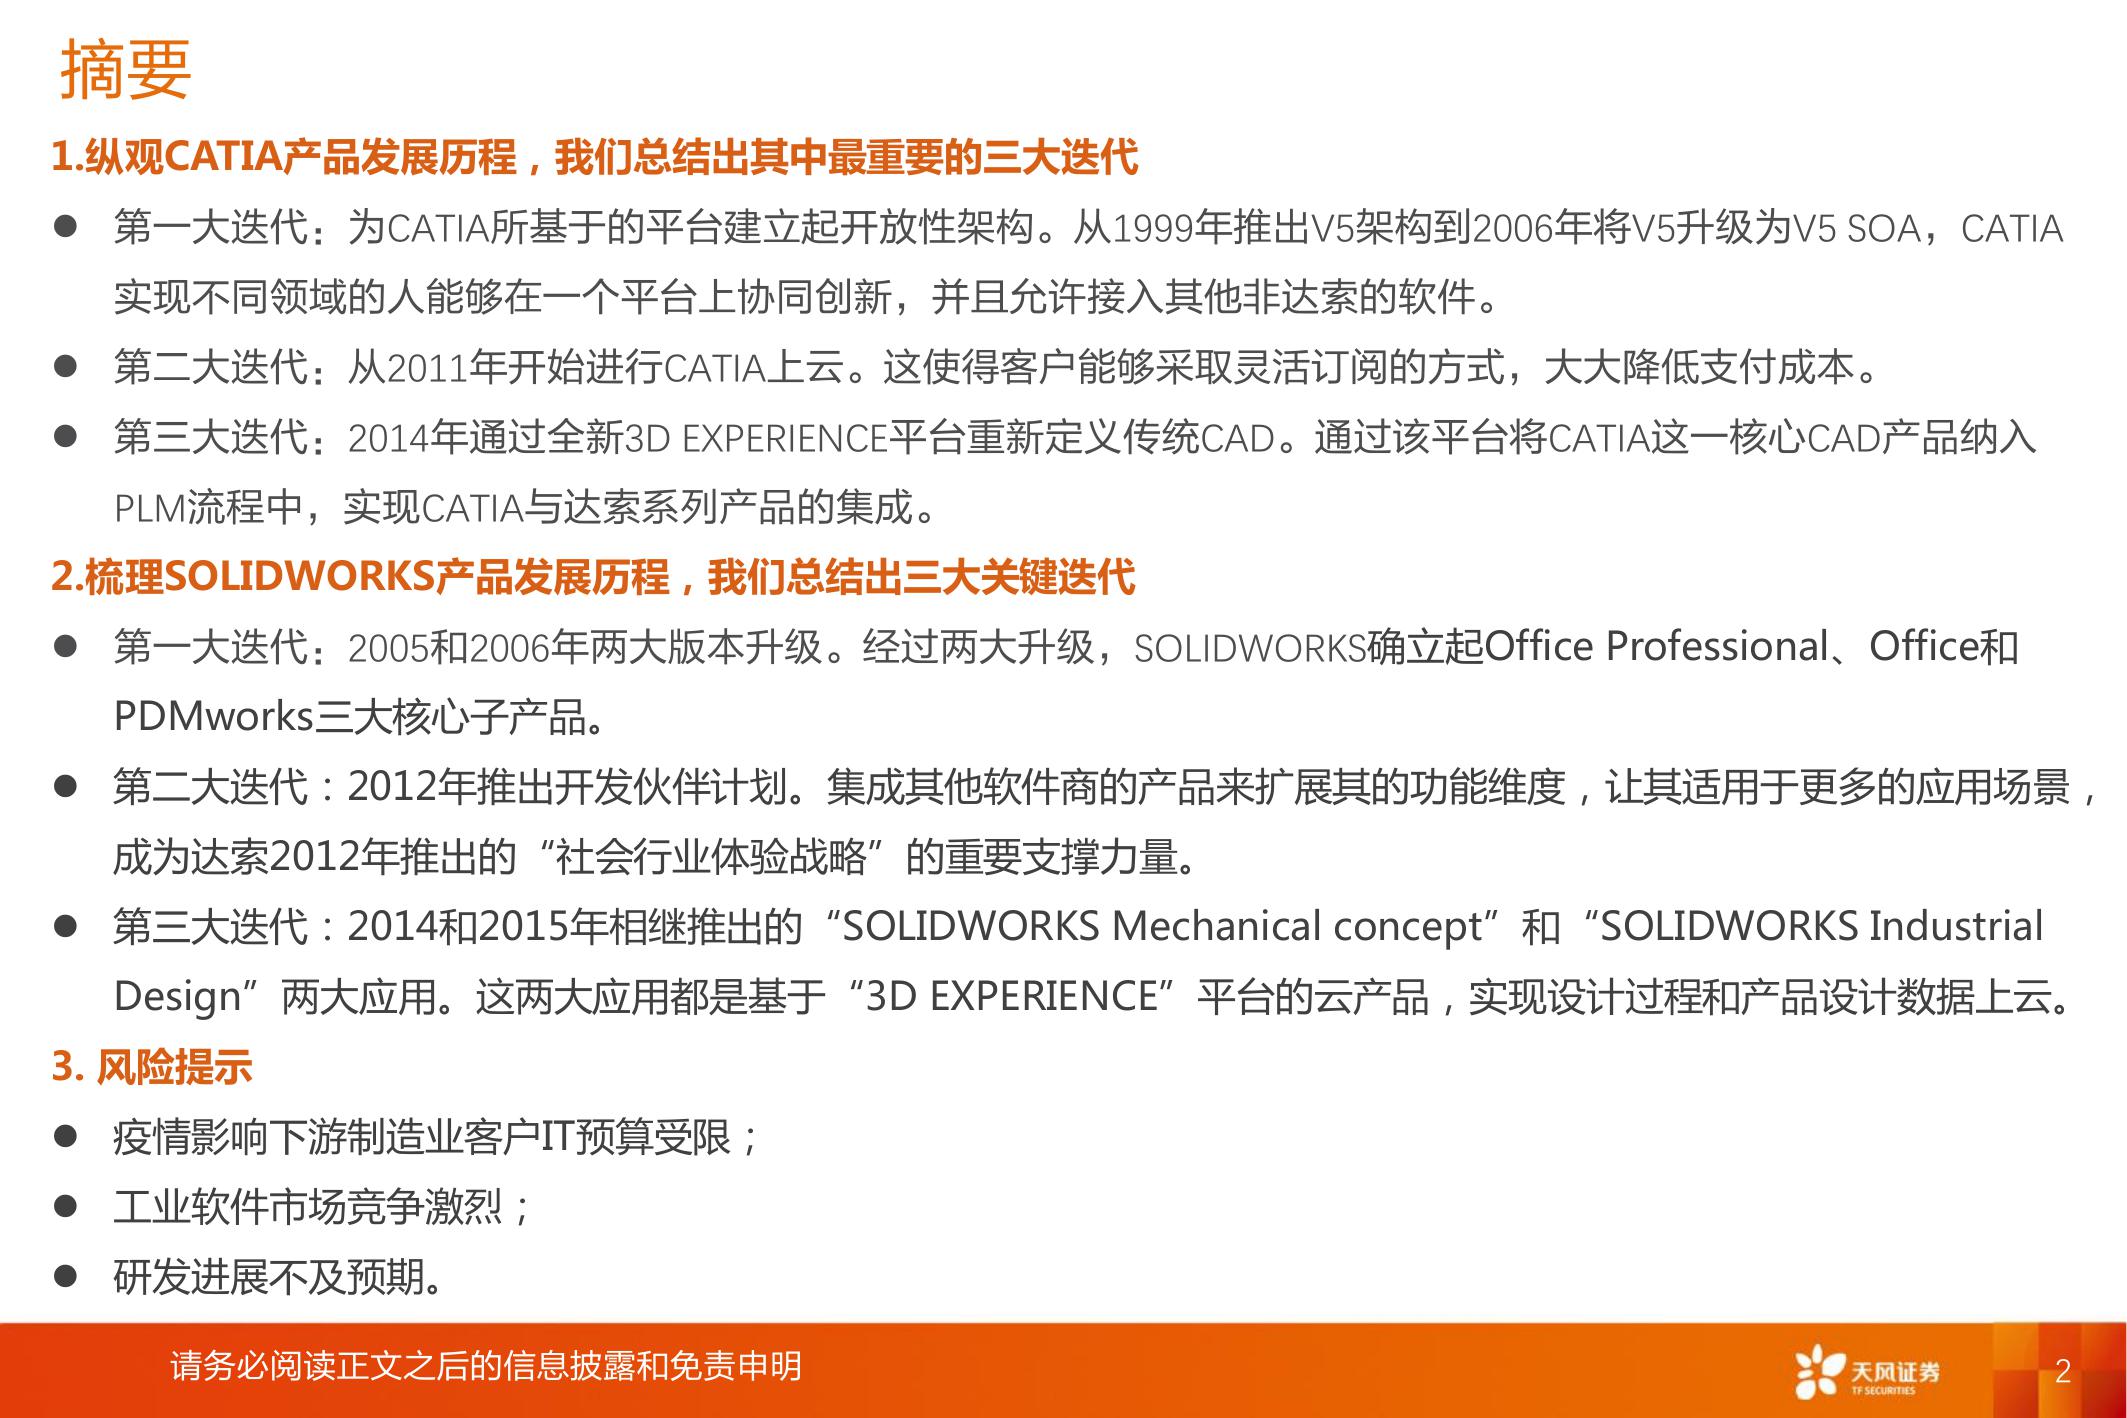 摘要
1.纵观CATIA产品发展历程，我们总结出其中最重要的三大迭代
● 第一大迭代：为CATIA所基于的平台建立起开放性架构。从1999年推出V5架构到2006年将V5升级为V5 SOA，CATIA
实现不同领域的人能够在一个平台上协同创新，并且允许接入其他非达索的软件。
● 第二大迭代：从2011年开始进行CATIA上云。这使得客户能够采取灵活订阅的方式，大大降低支付成本。
● 第三大迭代：2014年通过全新3D EXPERIENCE平台重新定义传统CAD。通过该平台将CATIA这一核心CAD产品纳入
PLM流程中，实现CATIA与达索系列产品的集成。
2.梳理SOLIDWORKS产品发展历程，我们总结出三大关键迭代
● 第一大迭代：2005和2006年两大版本升级。经过两大升级，SOLIDWORKS确立起Office Professional、Office和
PDMworks三大核心子产品。
● 第二大迭代：2012年推出开发伙伴计划。集成其他软件商的产品来扩展其的功能维度，让其适用于更多的应用场景，
成为达索2012年推出的“社会行业体验战略”的重要支撑力量。
● 第三大迭代：2014和2015年相继推出的“SOLIDWORKS Mechanical concept”和“SOLIDWORKS Industrial
Design”两大应用。这两大应用都是基于“3D EXPERIENCE”平台的云产品，实现设计过程和产品设计数据上云。
3. 风险提示
● 疫情影响下游制造业客户IT预算受限；
● 工业软件市场竞争激烈；
● 研发进展不及预期。
请务必阅读正文之后的信息披露和免责申明
天风证券
TF SECURITIES
2